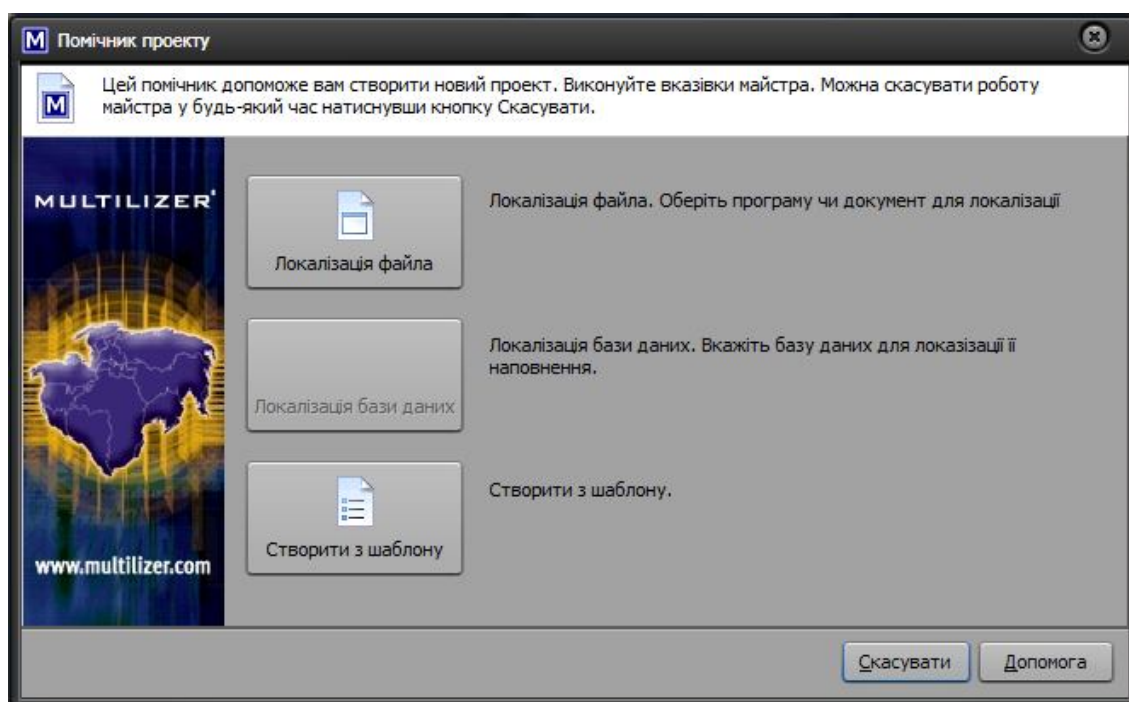 Помічник проекту
Цей помічник допоможе вам створити новий проект. Виконуйте вказівки майстра. Можна скасувати роботу
майстра у будь-який час натиснувши кнопку Скасувати.
MULTILIZER
Локалізація файла
Локалізація файла. Оберіть програму чи документ для локалізації
Локалізація бази даних
Локалізація бази даних. Вкажіть базу даних для локазізації її
наповнення.
Створити з шаблону
Створити з шаблону.
www.multilizer.com
Скасувати
Допомога